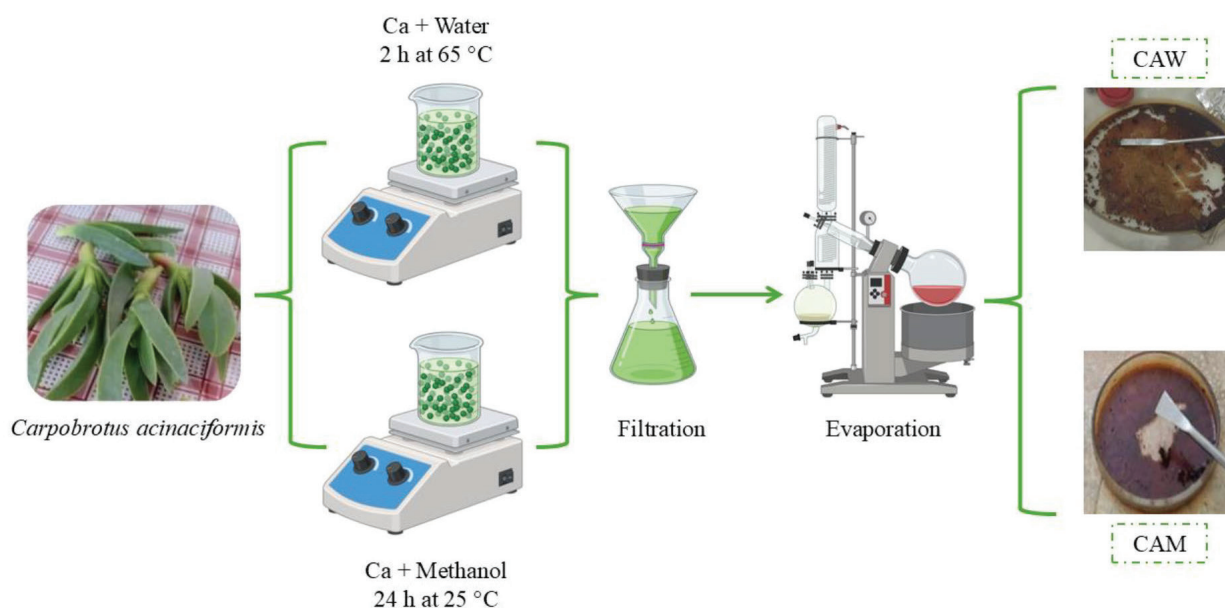 Ca + Water
2 h at 65 °C
CAW
Carpobrotus acinaciformis
Filtration
Evaporation
Ca + Methanol
24 h at 25 °C
CAM